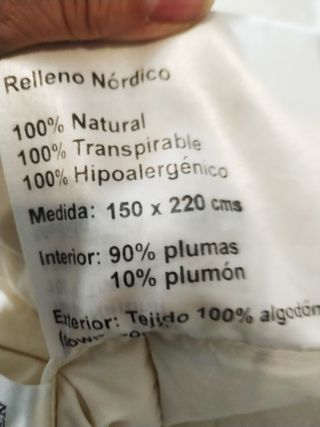 Relleno Nórdico
100% Natural
100% Transpirable
100% Hipoalergénico
Medida: 150 x 220 cms
Interior: 90% plumas
10% plumón
Exterior: Tejido 100% algodón